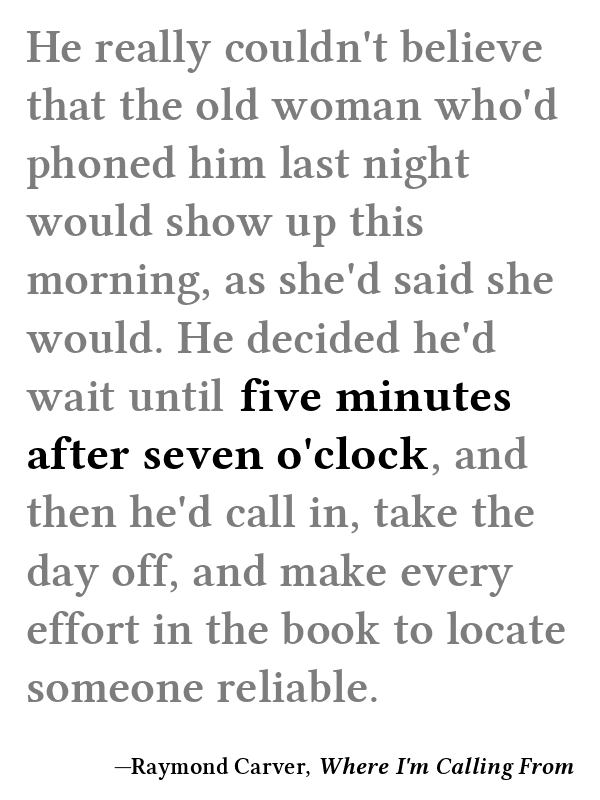 He really couldn't believe
that the old woman who'd
phoned him last night
would show up this
morning, as she'd said she
would. He decided he'd
wait until five minutes
after seven o'clock, and
then he'd call in, take the
day off, and make every
effort in the book to locate
someone reliable.
—Raymond Carver, Where I'm Calling From